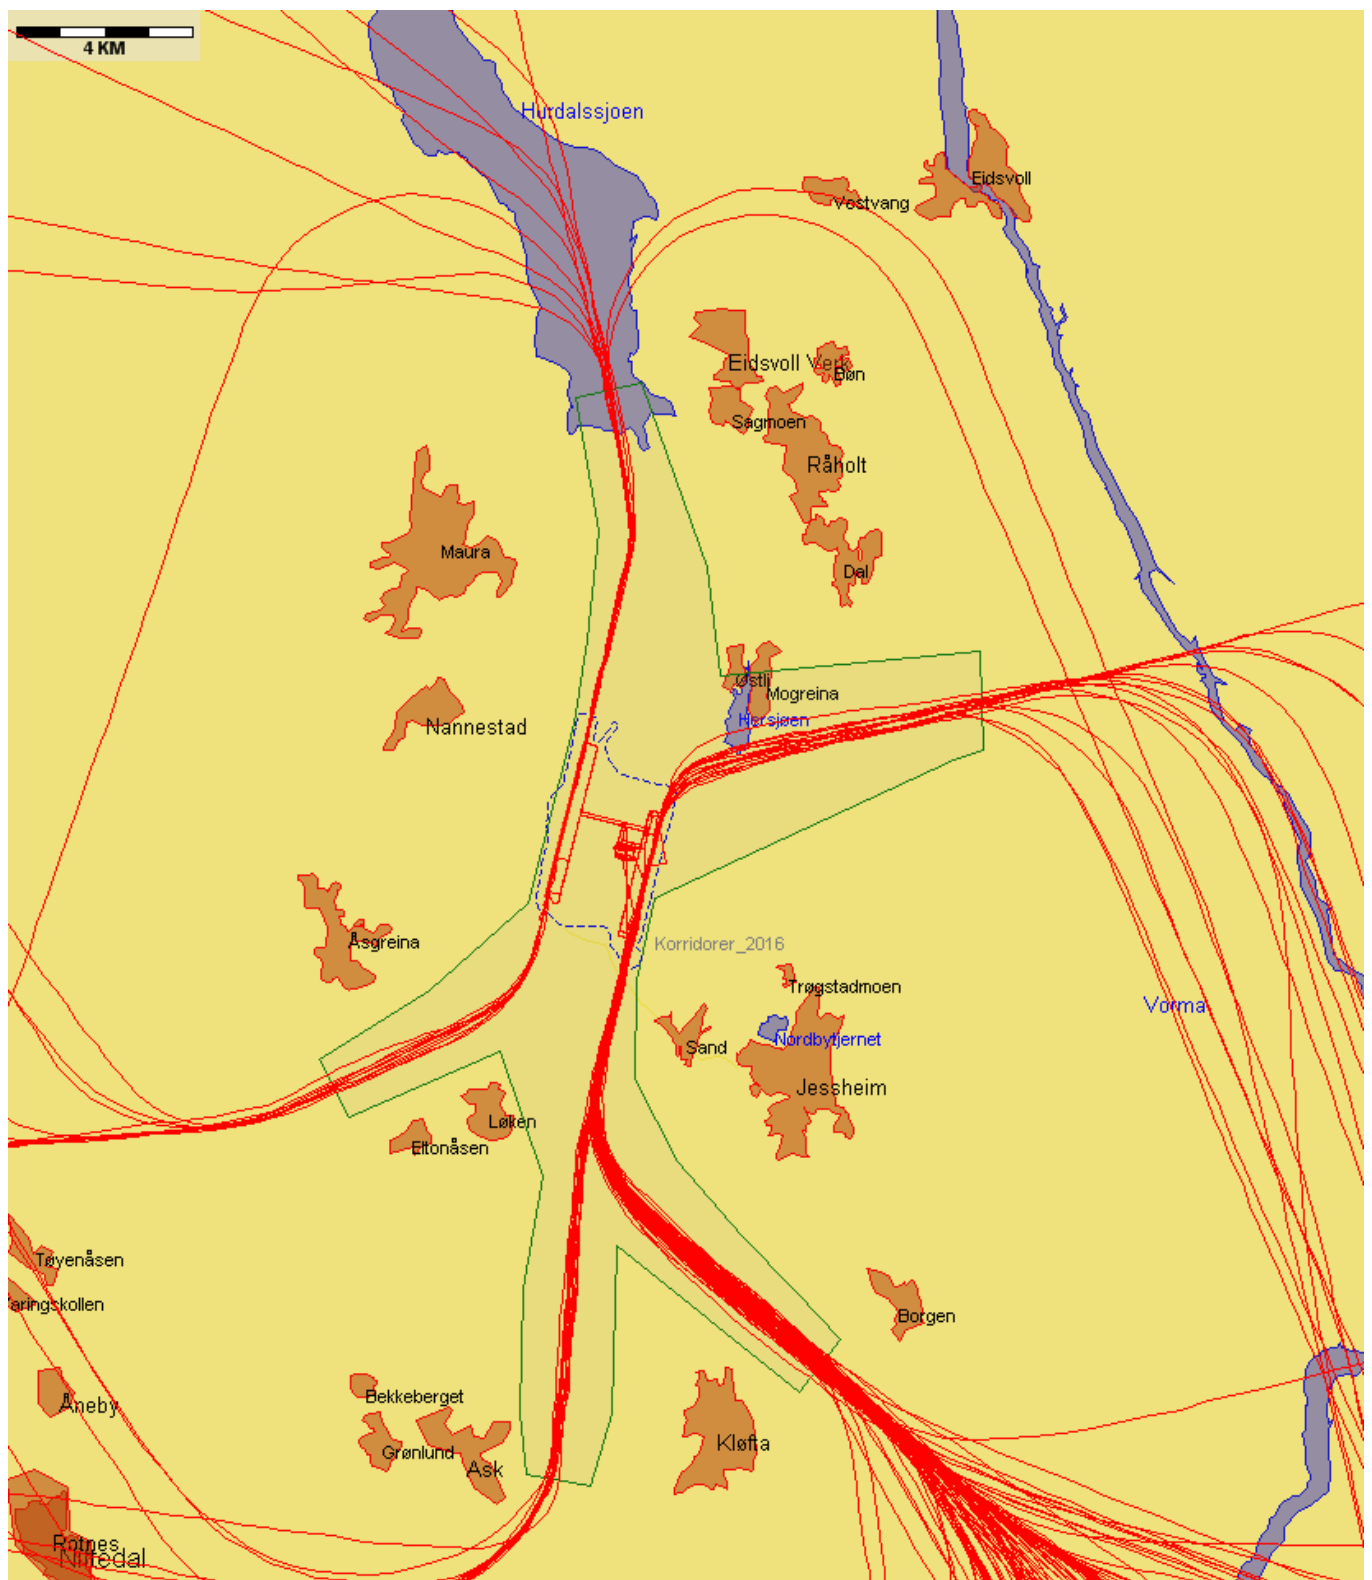 4 KM
Hurdalssjoen
Eidsvoll
Vestvang
Eidsvoll Verk
Bøn
Sagmoen
Råholt
Maura
Dal
Østli
Mogreina
Hersjøen
Nannestad
Åsgreina
Korridorer_2016
Trøgstadmoen
Vorma
Nordbytjernet
Sand
Jessheim
Løken
Eltonåsen
Tøyenåsen
aringskollen
Borgen
Bekkeberget
Åneby
Grønlund
Ask
Kløfta
Rotnes
Nittedal